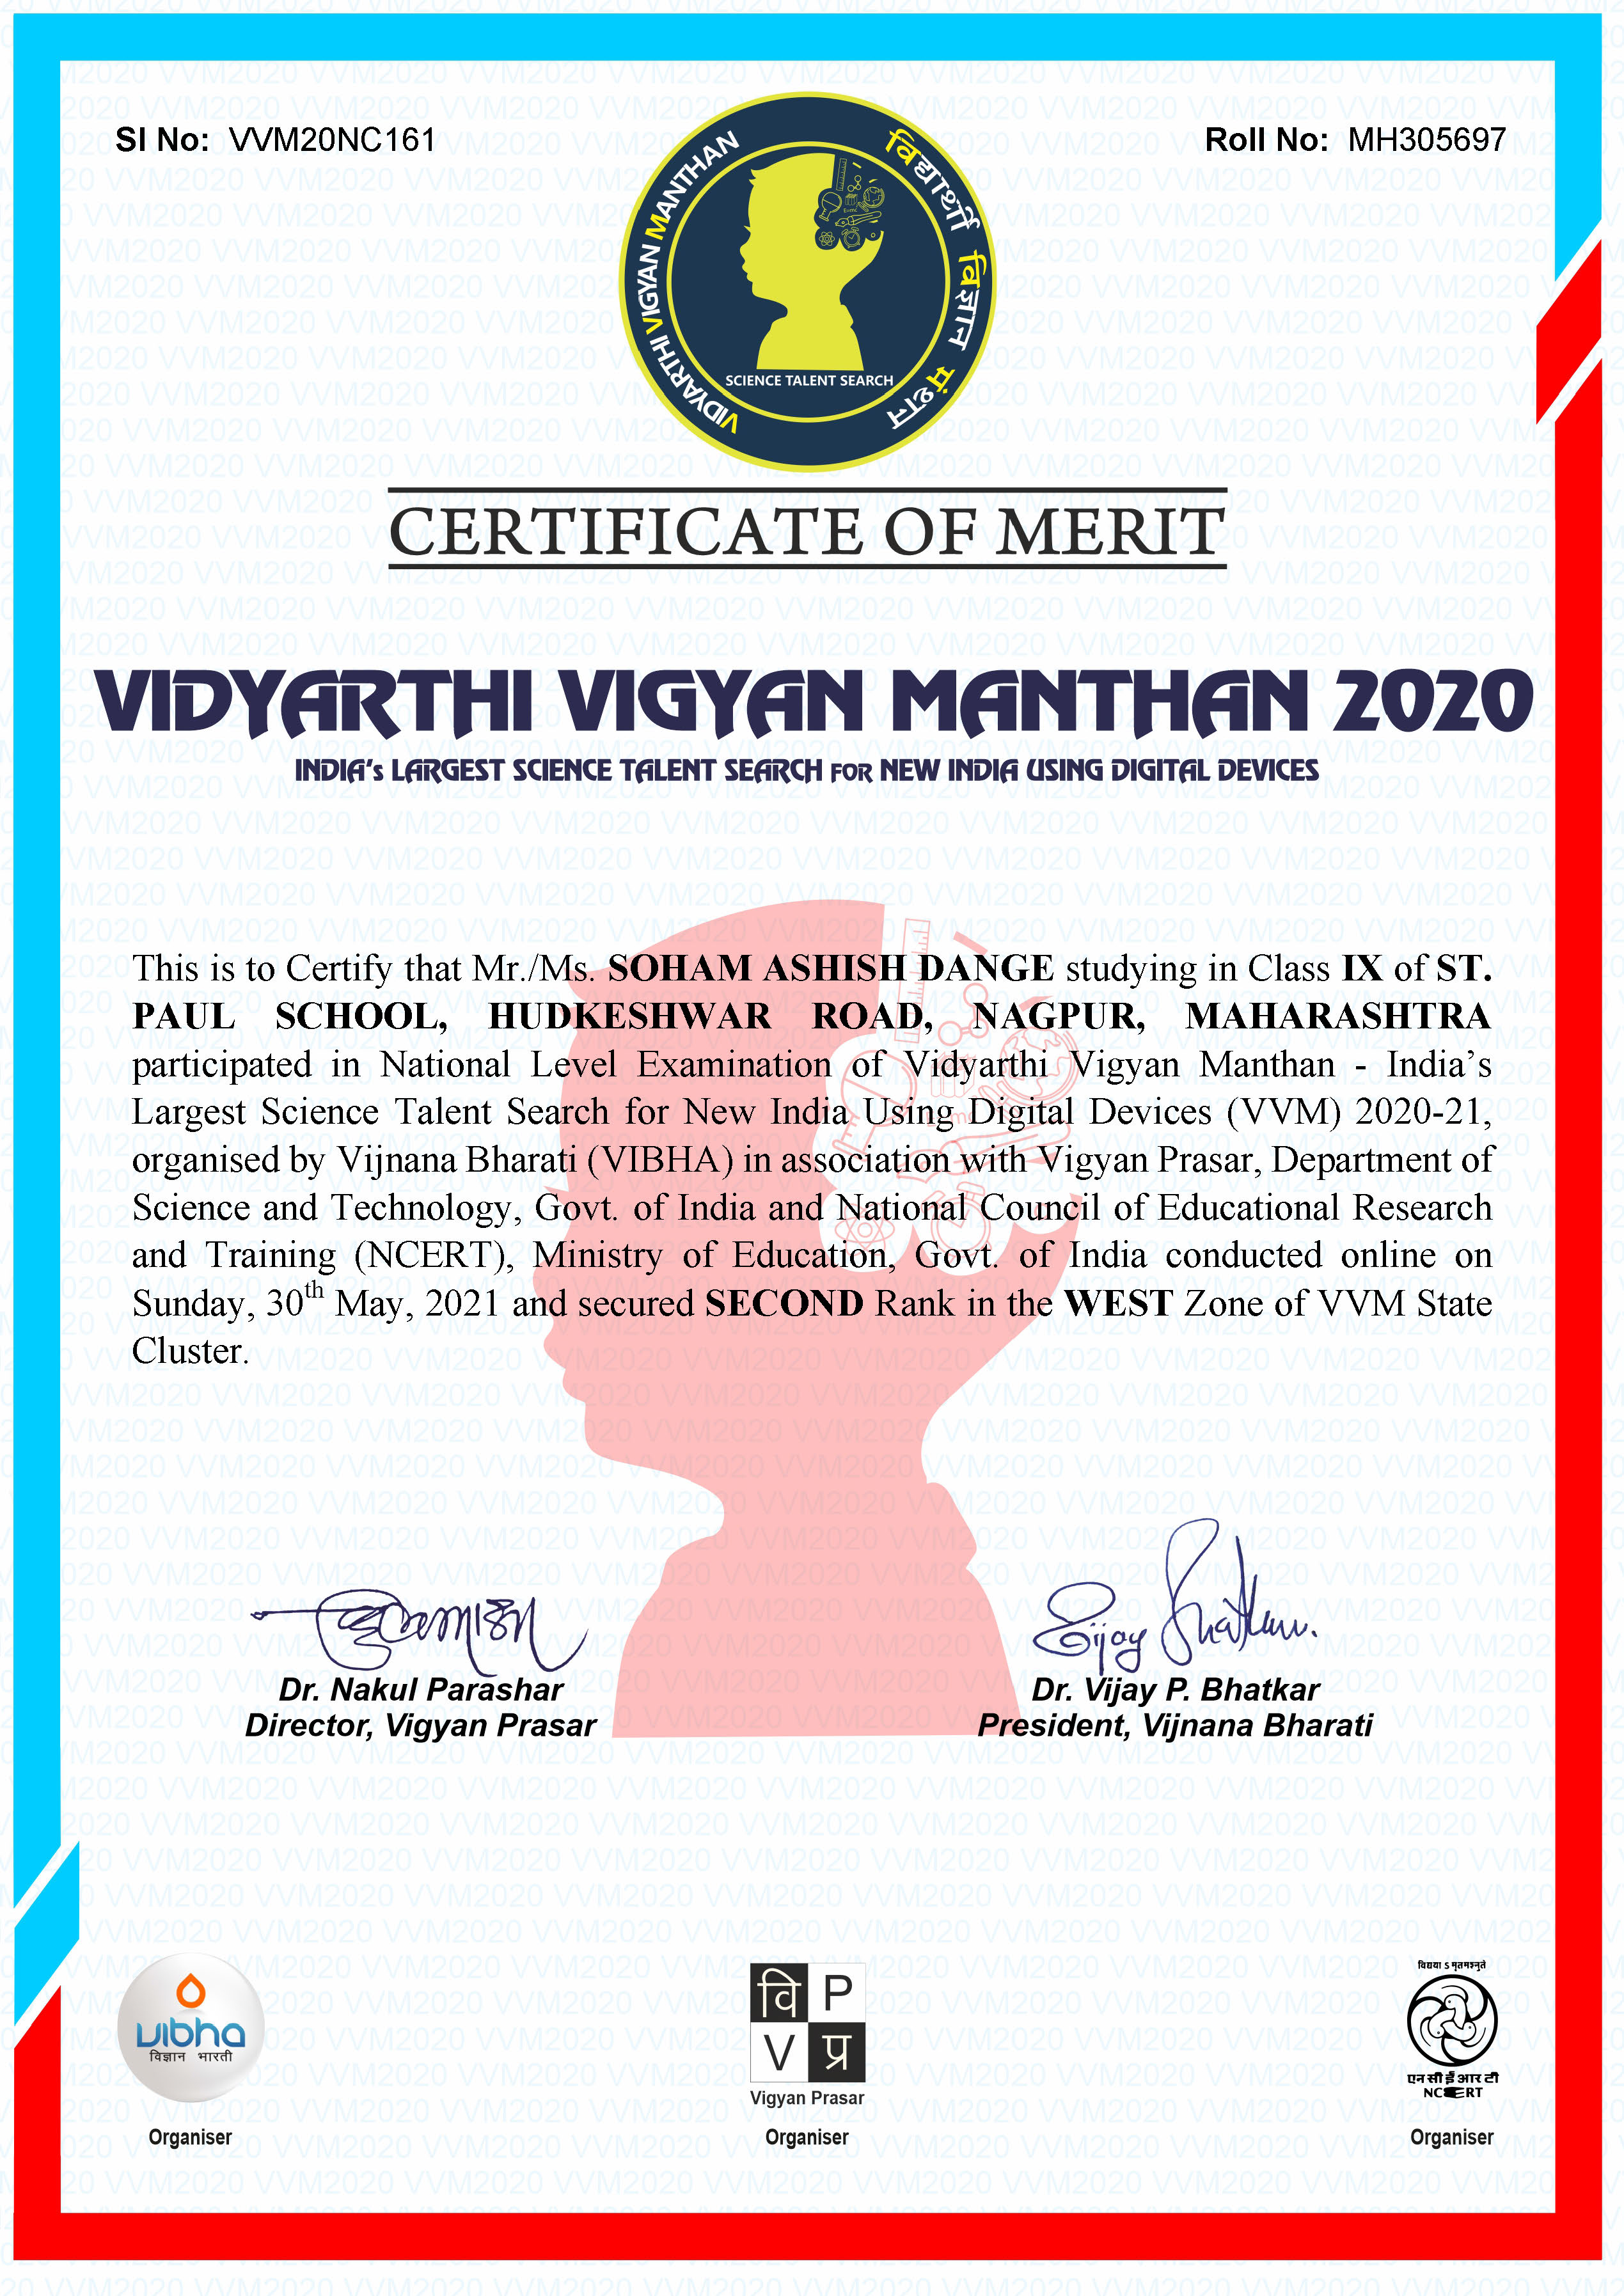 Sl No: VVM20NC161
Roll No: MH305697
VIDYARTHI VIGYAN MANTHAN
विद्यार्थी विज्ञान मंथन
SCIENCE TALENT SEARCH
CERTIFICATE OF MERIT
VIDYARTHI VIGYAN MANTHAN 2020
INDIA's LARGEST SCIENCE TALENT SEARCH FOR NEW INDIA USING DIGITAL DEVICES
This is to Certify that Mr./Ms. SOHAM ASHISH DANGE studying in Class IX of ST.
PAUL SCHOOL, HUDKESHWAR ROAD, NAGPUR, MAHARASHTRA
participated in National Level Examination of Vidyarthi Vigyan Manthan - India’s
Largest Science Talent Search for New India Using Digital Devices (VVM) 2020-21,
organised by Vijnana Bharati (VIBHA) in association with Vigyan Prasar, Department of
Science and Technology, Govt. of India and National Council of Educational Research
and Training (NCERT), Ministry of Education, Govt. of India conducted online on
Sunday, 30th May, 2021 and secured SECOND Rank in the WEST Zone of VVM State
Cluster.
Vijay Bhatkar.
Dr. Nakul Parashar
Director, Vigyan Prasar
Dr. Vijay P. Bhatkar
President, Vijnana Bharati
vibha
विज्ञान भारती
Organiser
वि P
V प्र
Vigyan Prasar
Organiser
विद्यया ऽ मृतमश्नुते
एन सी ई आर टी
NCERT
Organiser